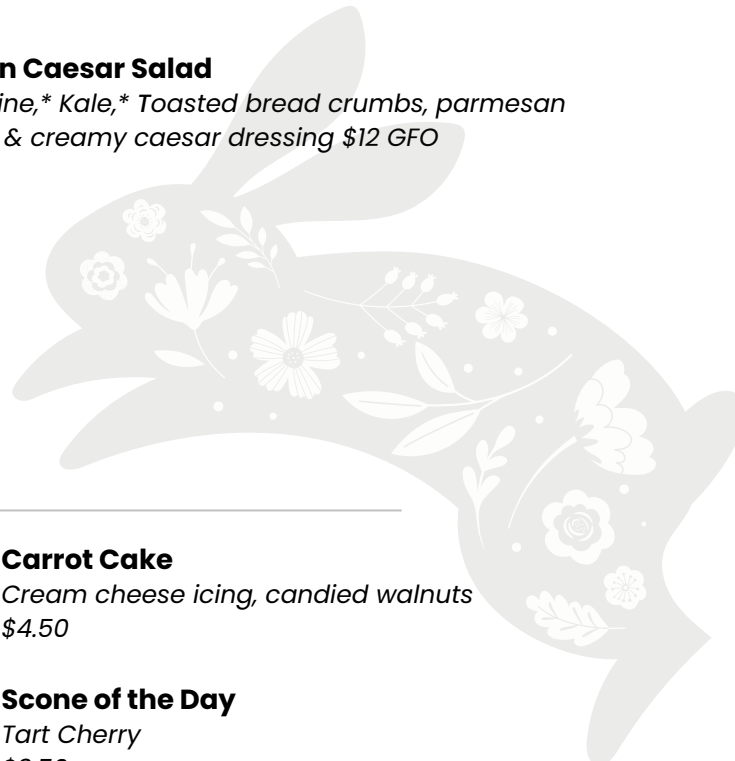 n Caesar Salad
ine,* Kale,* Toasted bread crumbs, parmesan
& creamy caesar dressing $12 GFO
Carrot Cake
Cream cheese icing, candied walnuts
$4.50
Scone of the Day
Tart Cherry